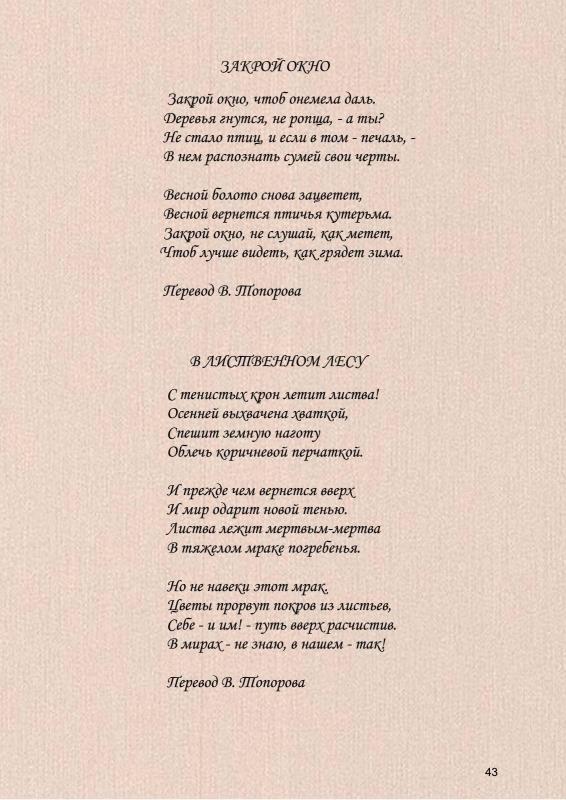 ЗАКРОЙ ОКНО
Закрой окно, чтоб онемела даль.
Деревья гнутся, не ропща, - а ты?
Не стало птиц, и если в том - печаль, -
В нем распознать сумей свои черты.
Весной болото снова зацветет,
Весной вернется птичья кутерьма.
Закрой окно, не слушай, как метет,
Чтоб лучше видеть, как грядет зима.
Перевод В. Топорова
В ЛИСТВЕННОМ ЛЕСУ
С тенистых крон летит листва!
Осенней выхвачена хваткой,
Спешит земную наготу
Облечь коричневой перчаткой.
И прежде чем вернется вверх
И мир одарит новой тенью.
Листва лежит мертвым-мертва
В тяжелом мраке погребенья.
Но не навеки этот мрак.
Цветы прорвут покров из листьев,
Себе - и им! - путь вверх расчистив.
В мирах - не знаю, в нашем - так!
Перевод В. Топорова
43